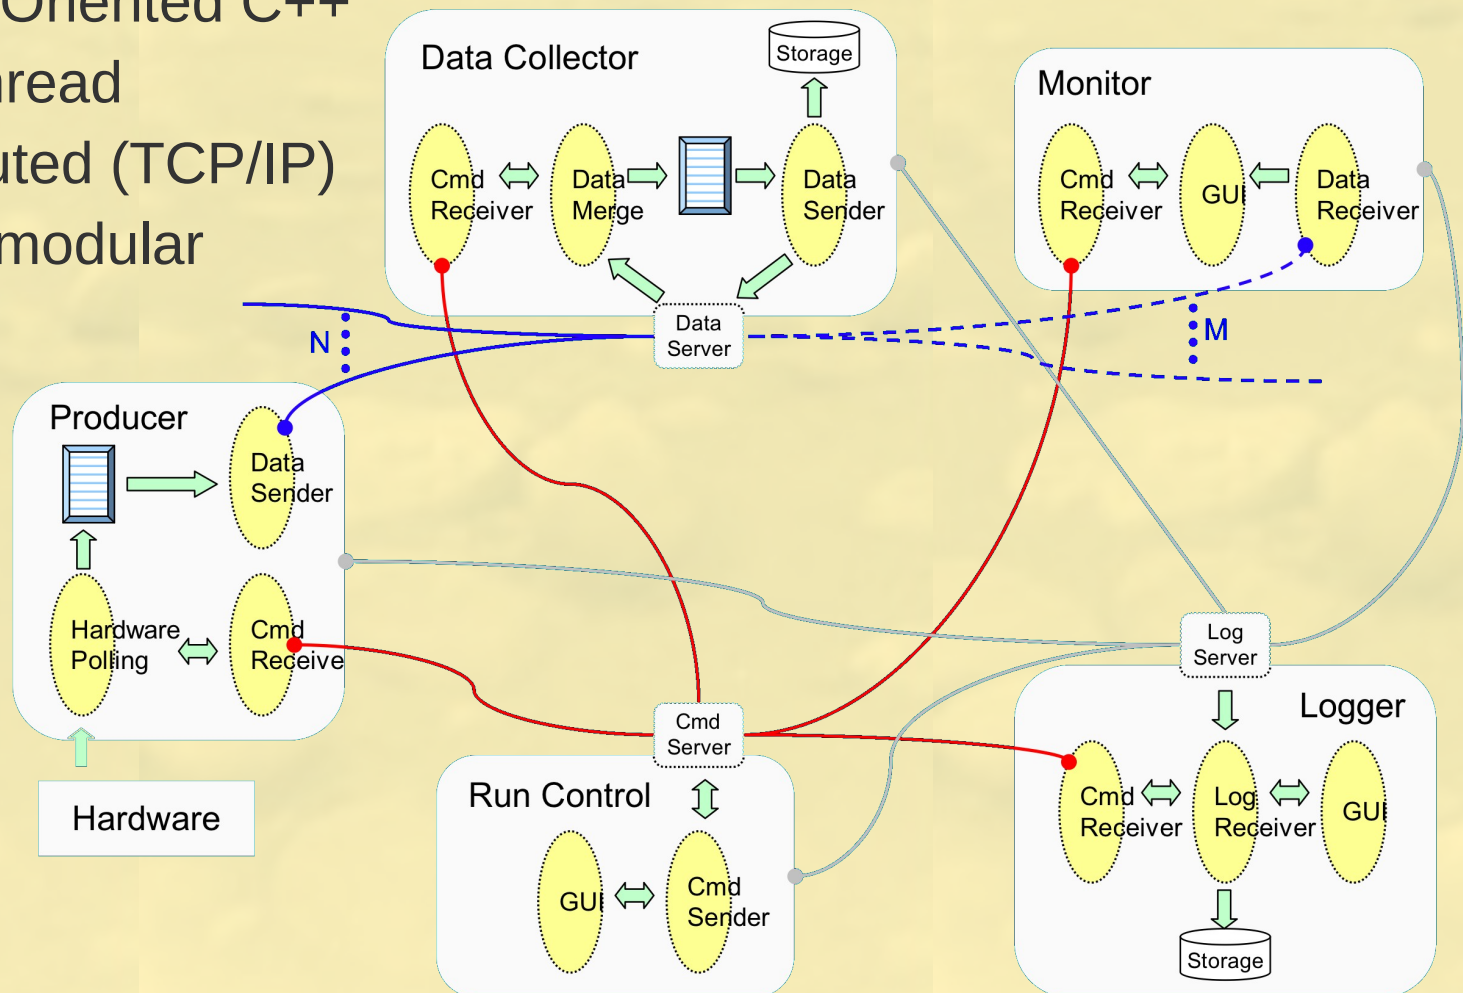 Oriented C++
read
uted (TCP/IP)
modular
Data Collector
Storage
Cmd
Receiver
Data
Merge
Data
Sender
Data
Server
Monitor
Cmd
Receiver
GUI
Data
Receiver
N
M
Producer
Data
Sender
Hardware
Polling
Cmd
Receive
Hardware
Cmd
Server
Run Control
GUI
Cmd
Sender
Log
Server
Logger
Cmd
Receiver
Log
Receiver
GUI
Storage